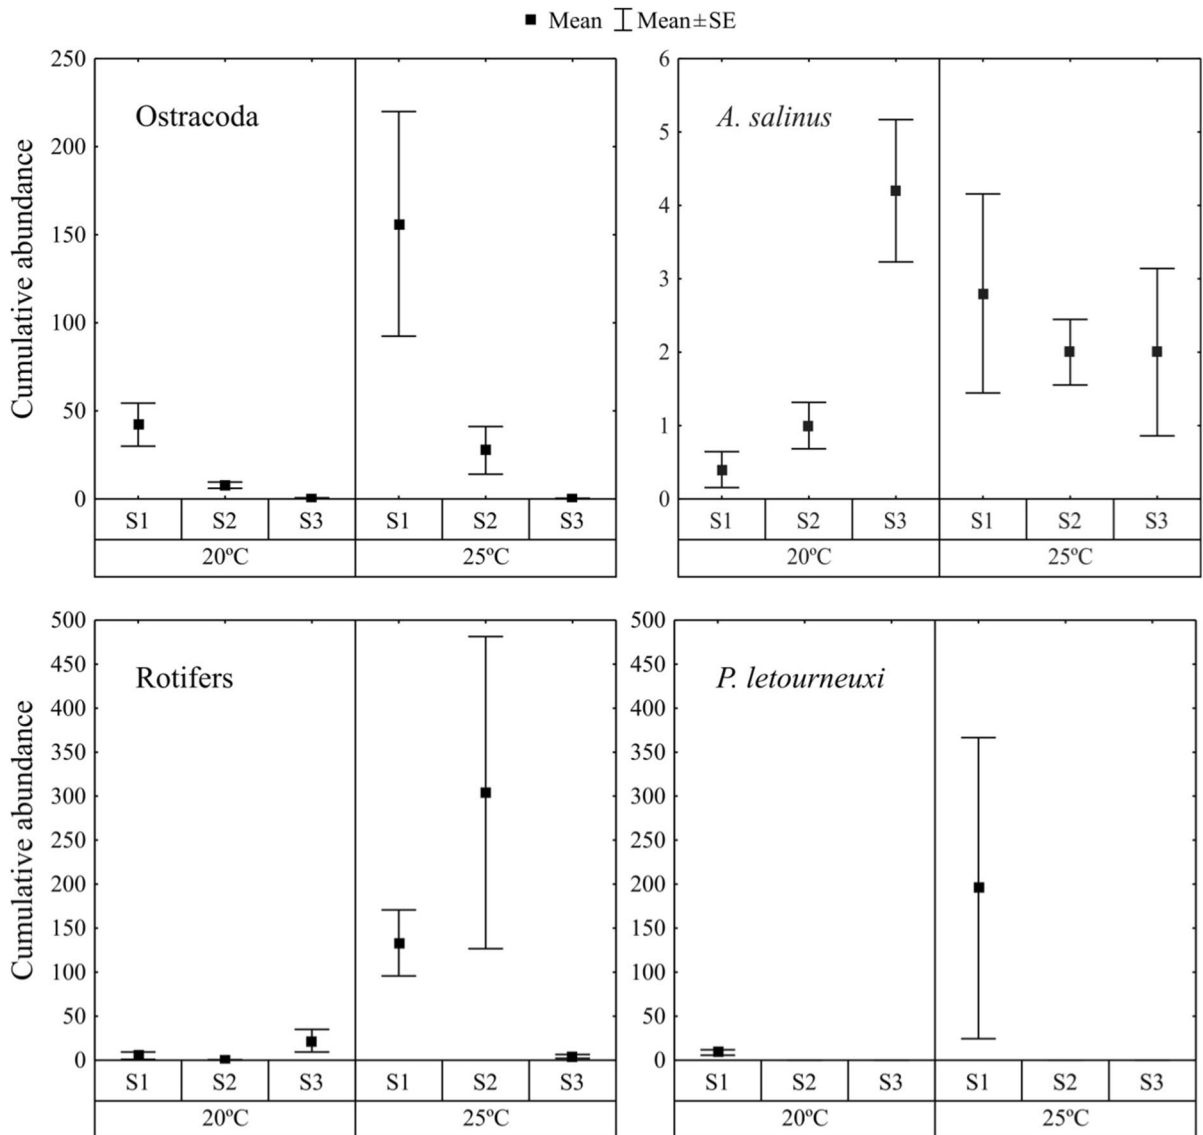 Mean Mean±SE
Cumulative abundance
250
200
150
100
50
0
Ostracoda
S1 S2 S3 S1 S2 S3
20ºC 25ºC
6
5
4
3
2
1
0
A. salinus
S1 S2 S3 S1 S2 S3
20ºC 25ºC
Cumulative abundance
500
450
400
350
300
250
200
150
100
50
0
Rotifers
S1 S2 S3 S1 S2 S3
20ºC 25ºC
500
450
400
350
300
250
200
150
100
50
0
P. letourneuxi
S1 S2 S3 S1 S2 S3
20ºC 25ºC